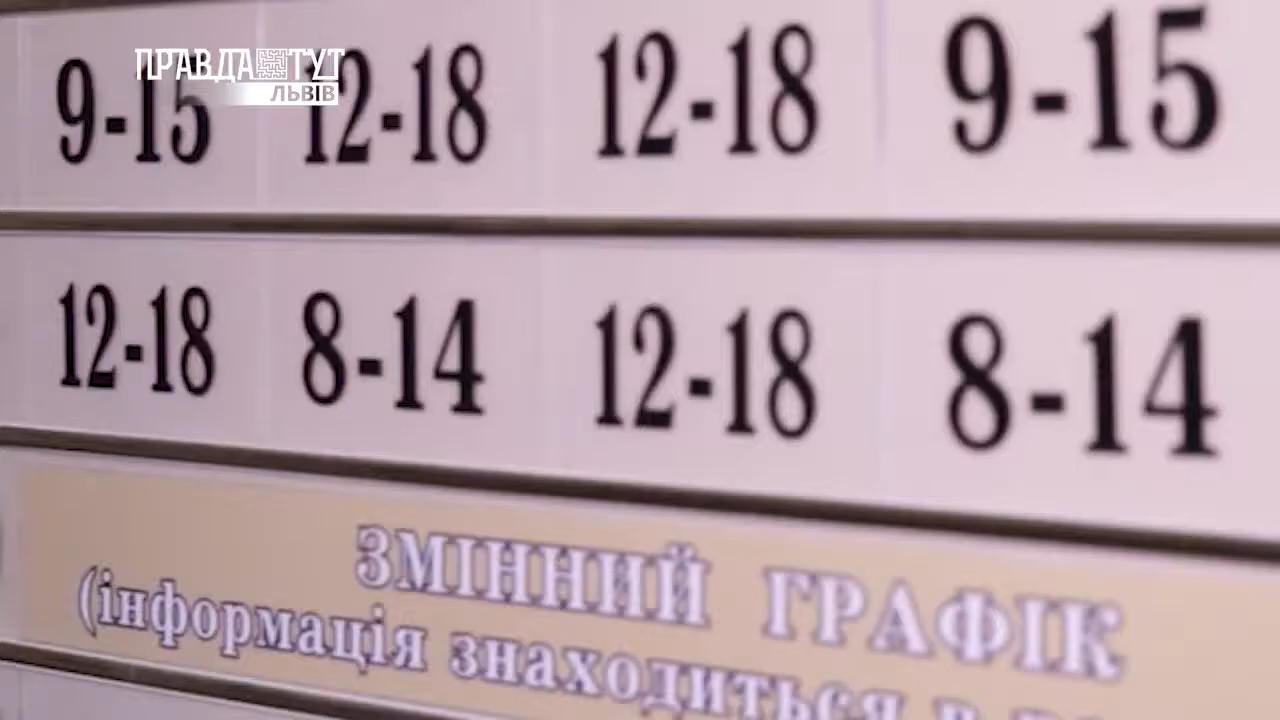 ПРАВДА ТУТ
ЛЬВІВ
9-15 12-18 12-18 9-15
12-18 8-14 12-18 8-14
ЗМІННИЙ ГРАФІК
(інформація знаходиться в